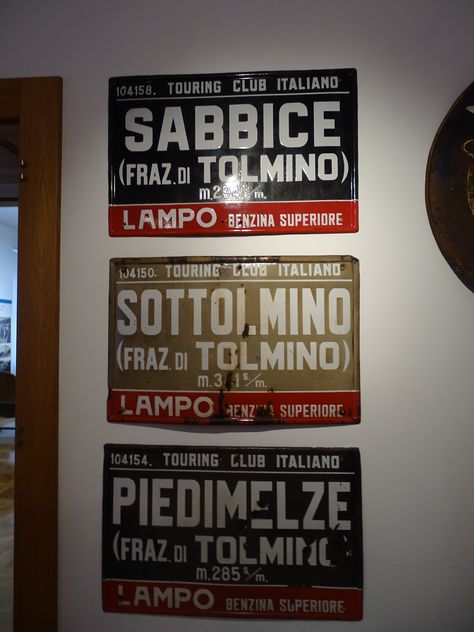 104158. TOURING CLUB ITALIANO
SABBICE
(FRAZ. DI TOLMINO)
LAMPO BENZINA SUPERIORE
104150. TOURING CLUB ITALIANO
SOTTOLMINO
(FRAZ. DI TOLMINO)
LAMPO BENZINA SUPERIORE
104154. TOURING CLUB ITALIANO
PIEDIMELZE
(FRAZ. DI TOLMINO
m. 285 s/m.
LAMPO BENZINA SUPERIORE